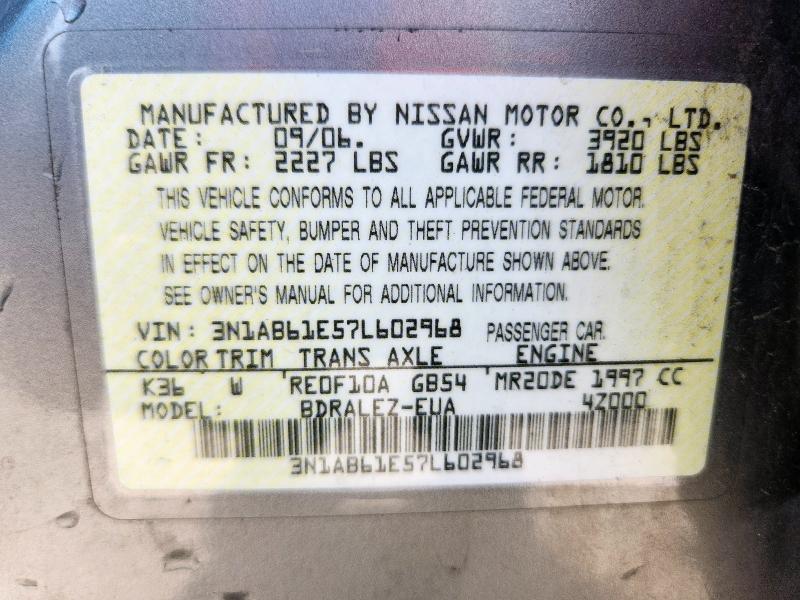 MANUFACTURED BY NISSAN MOTOR CO., LTD.
DATE: 09/06. GVWR: 3920 LBS
GAWR FR: 2227 LBS GAWR RR: 1810 LBS
THIS VEHICLE CONFORMS TO ALL APPLICABLE FEDERAL MOTOR
VEHICLE SAFETY, BUMPER AND THEFT PREVENTION STANDARDS
IN EFFECT ON THE DATE OF MANUFACTURE SHOWN ABOVE.
SEE OWNER'S MANUAL FOR ADDITIONAL INFORMATION.
VIN: 3N1AB61E57L602968 PASSENGER CAR
COLOR TRIM TRANS AXLE ENGINE
K36 W RE0F10A GB54 MR20DE 1997 CC
MODEL: BDRALEZ-EUA 4Z000
3N1AB61E57L602968